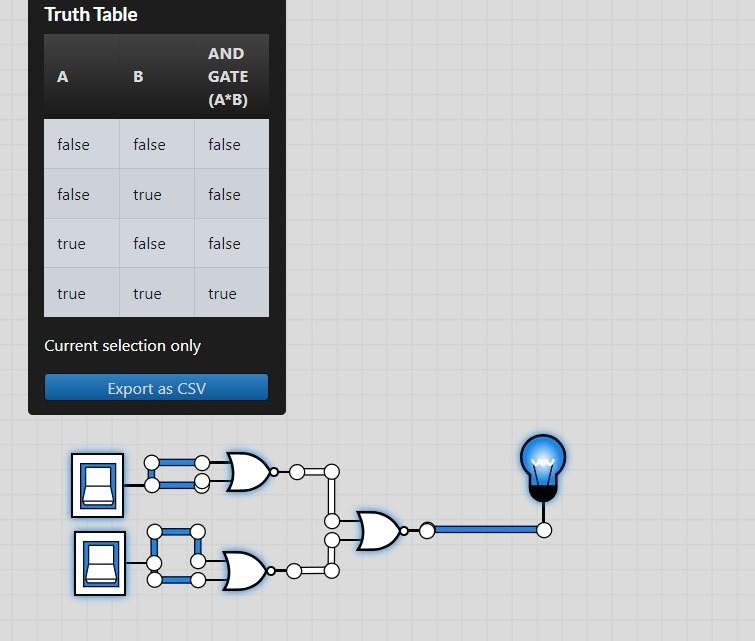 Truth Table
A B AND GATE (A*B)
false false false
false true false
true false false
true true true
Current selection only
Export as CSV